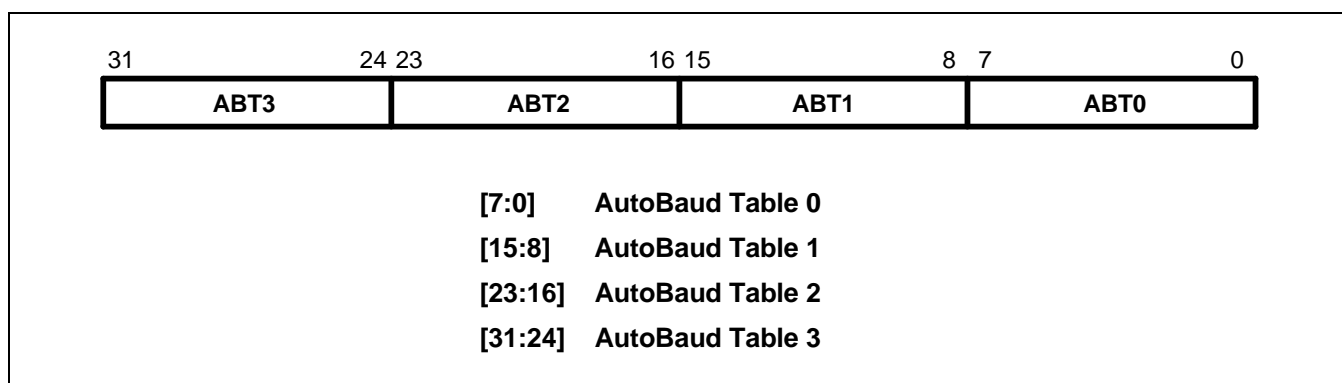 31 24 23 16 15 8 7 0
ABT3 ABT2 ABT1 ABT0
[7:0] AutoBaud Table 0
[15:8] AutoBaud Table 1
[23:16] AutoBaud Table 2
[31:24] AutoBaud Table 3